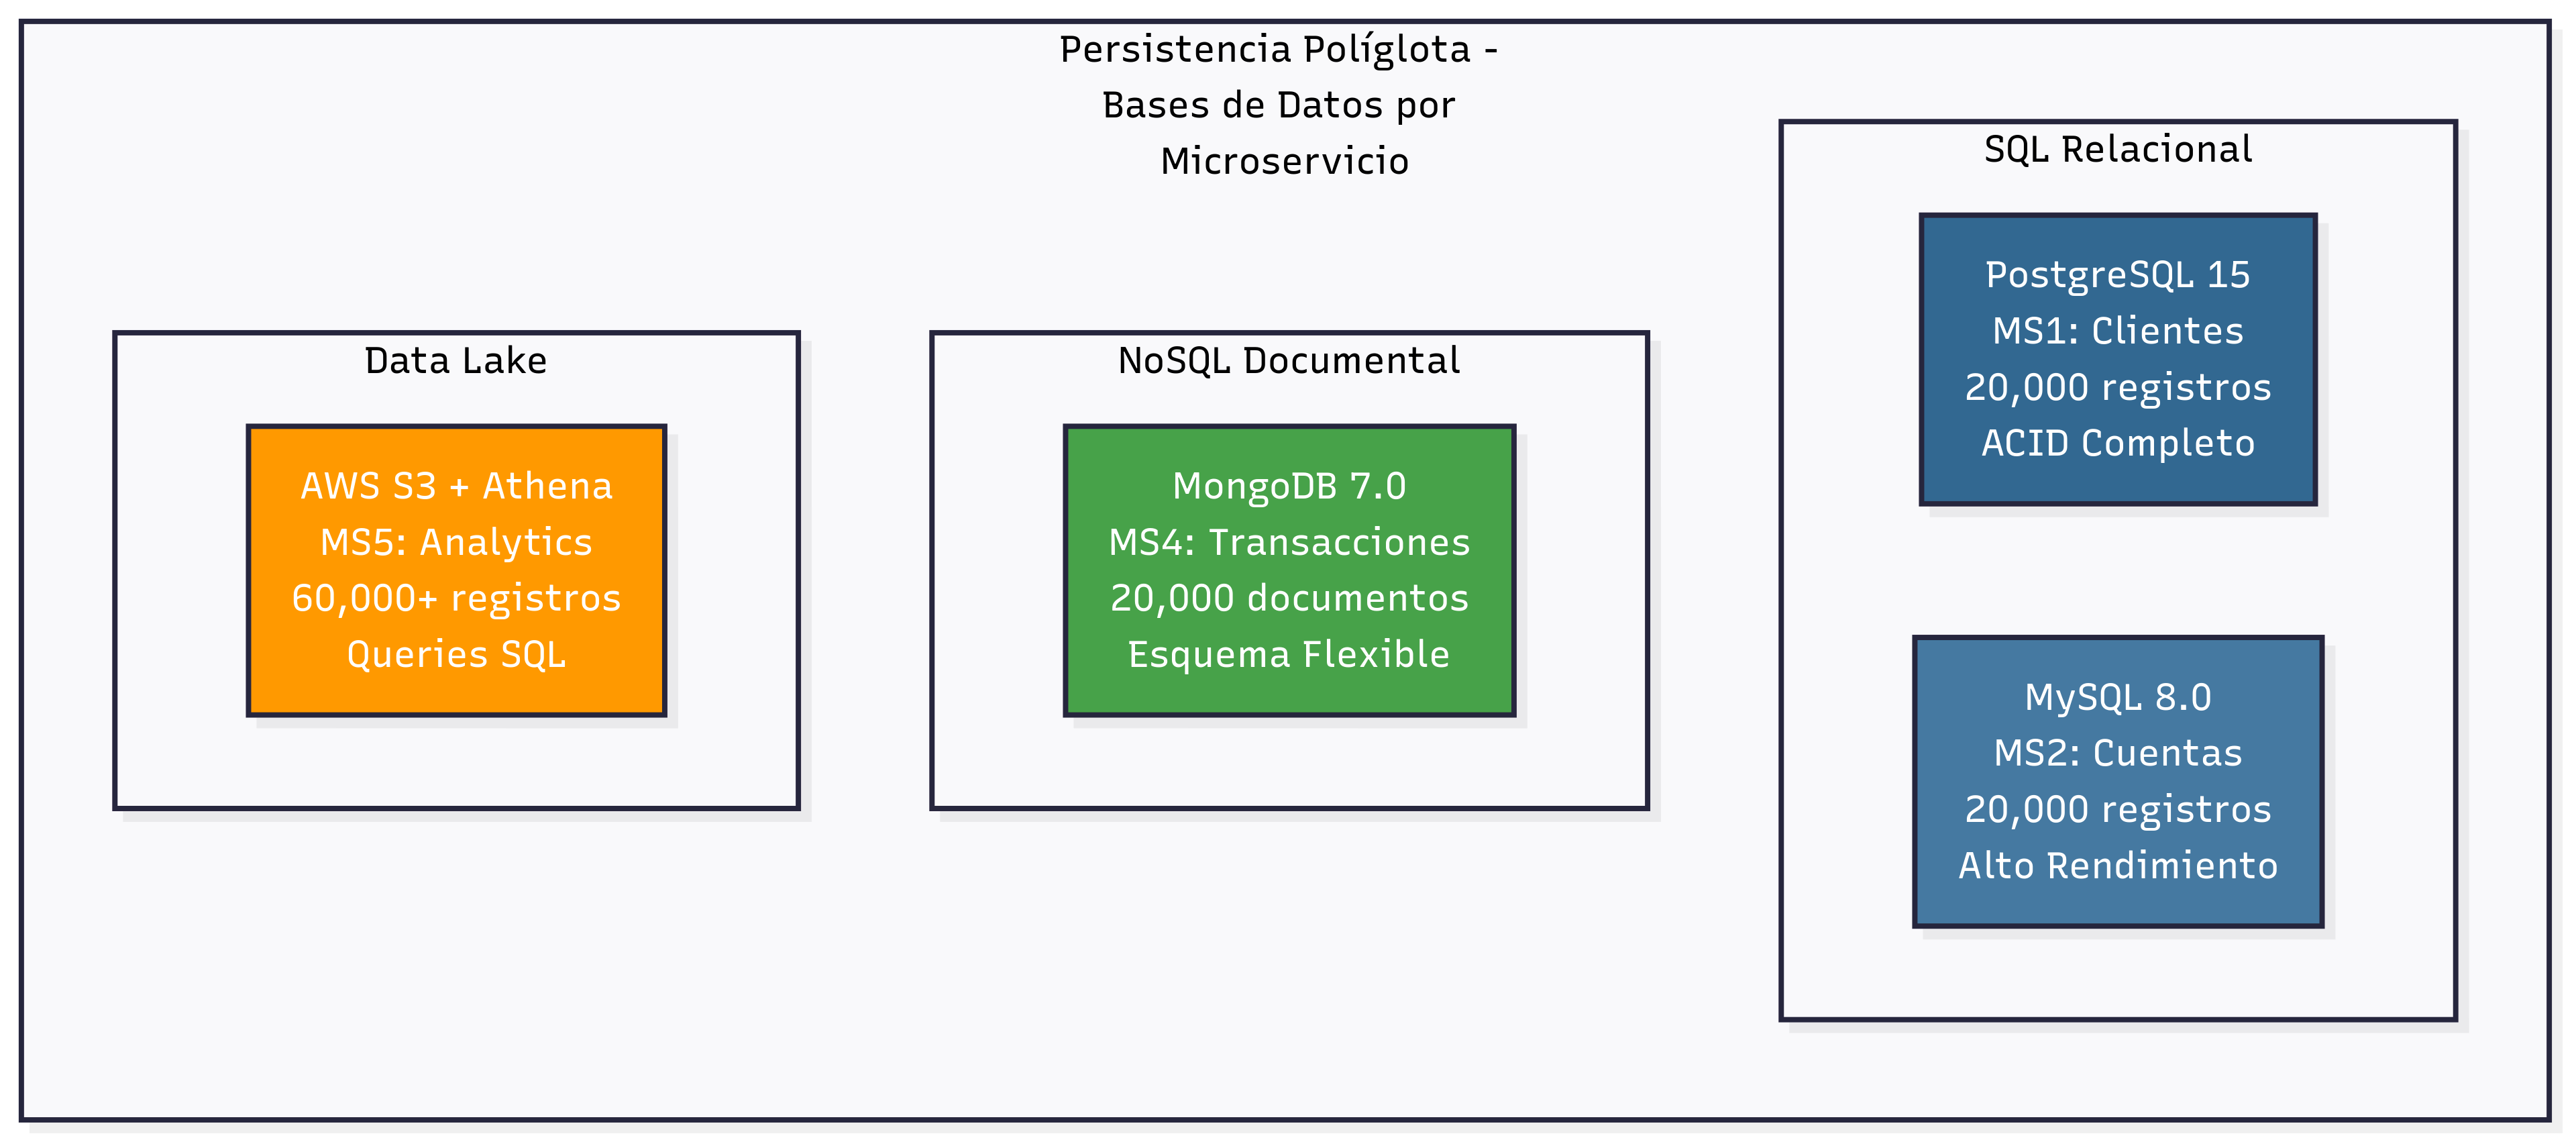 Persistencia Políglota -
Bases de Datos por
Microservicio
Data Lake
AWS S3 + Athena
MS5: Analytics
60,000+ registros
Queries SQL
NoSQL Documental
MongoDB 7.0
MS4: Transacciones
20,000 documentos
Esquema Flexible
SQL Relacional
PostgreSQL 15
MS1: Clientes
20,000 registros
ACID Completo
MySQL 8.0
MS2: Cuentas
20,000 registros
Alto Rendimiento